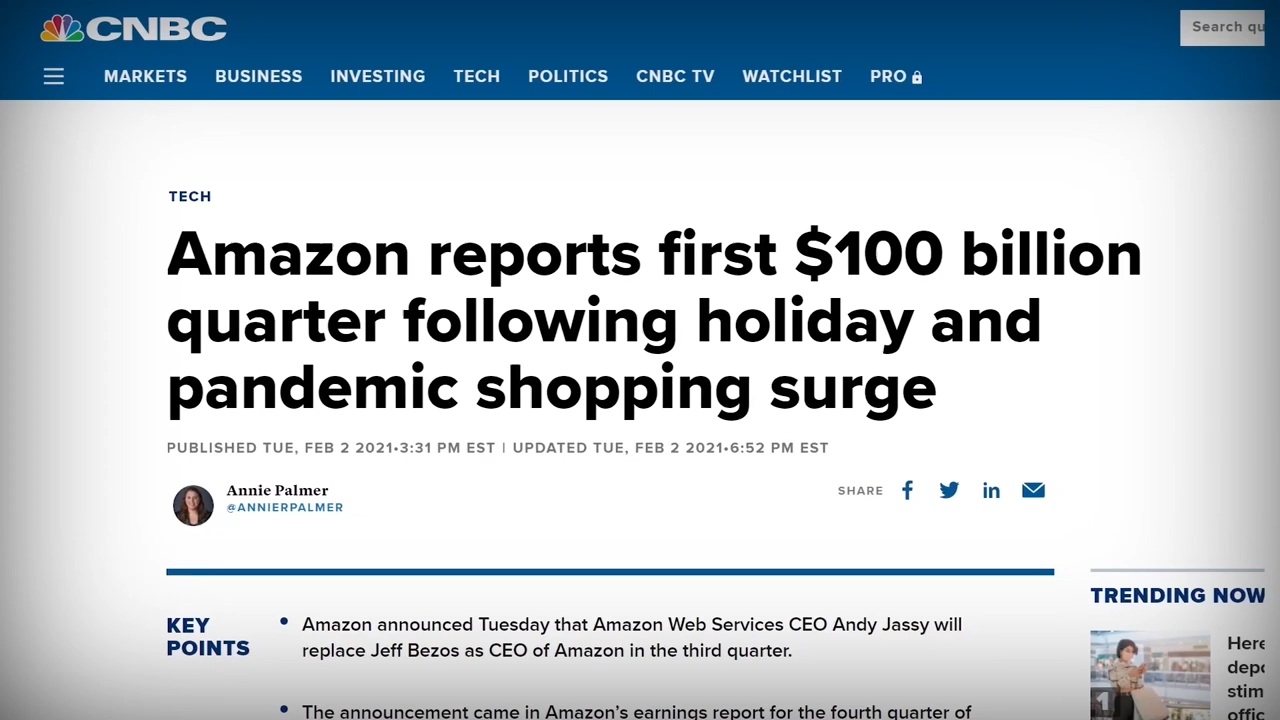 CNBC
Search qu
MARKETS BUSINESS INVESTING TECH POLITICS CNBC TV WATCHLIST PRO
TECH
Amazon reports first $100 billion
quarter following holiday and
pandemic shopping surge
PUBLISHED TUE, FEB 2 2021•3:31 PM EST | UPDATED TUE, FEB 2 2021•6:52 PM EST
Annie Palmer
@ANNIERPALMER
SHARE
TRENDING NOW
KEY
POINTS
• Amazon announced Tuesday that Amazon Web Services CEO Andy Jassy will
replace Jeff Bezos as CEO of Amazon in the third quarter.
• The announcement came in Amazon's earnings report for the fourth quarter of
1
Here
depo
stim
offic